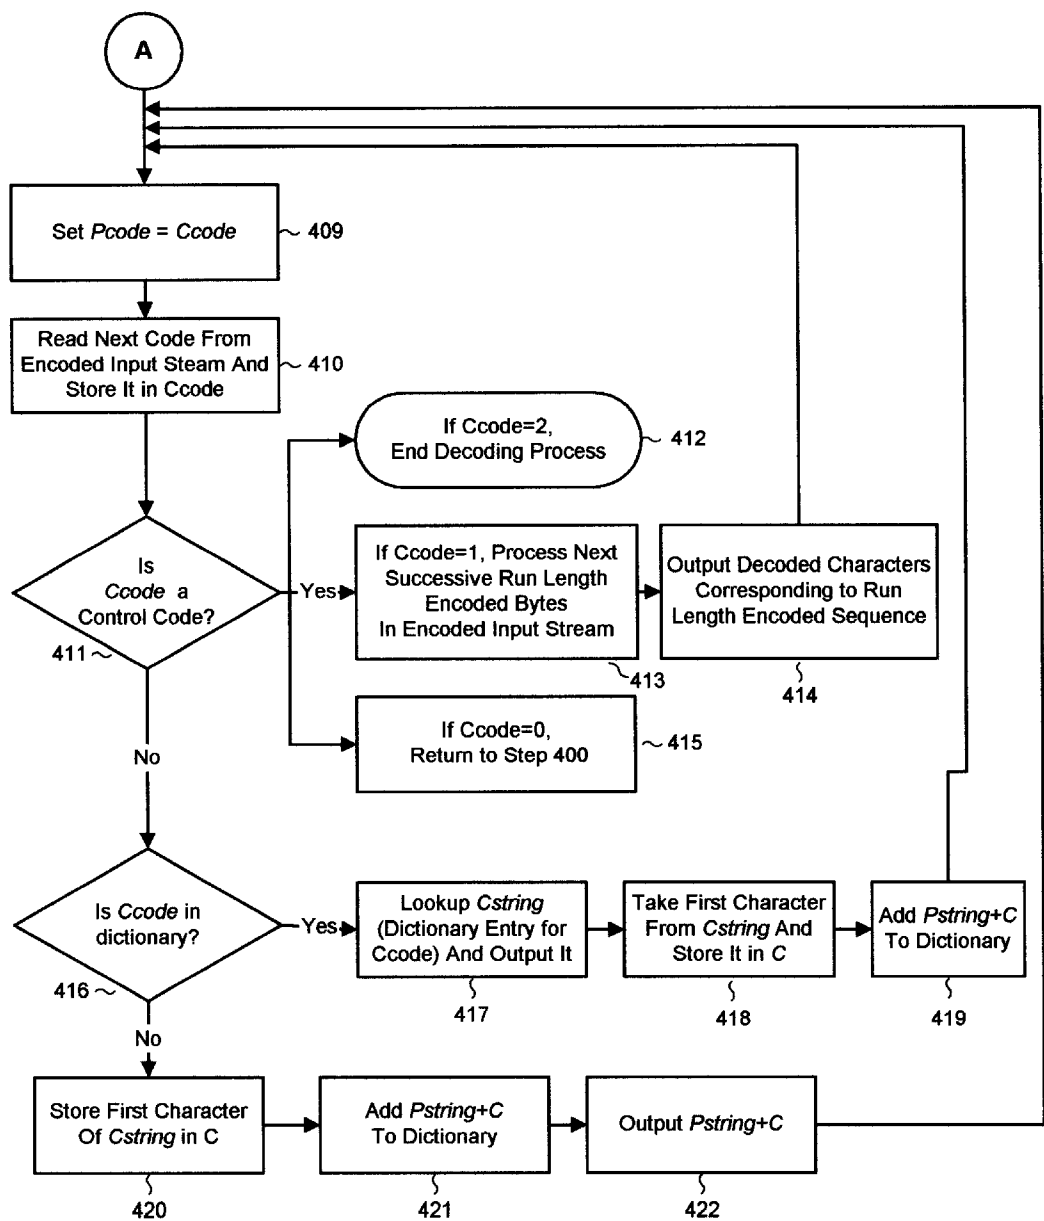 A
Set Pcode = Ccode
409
Read Next Code From
Encoded Input Steam And
Store It in Ccode
410
If Ccode=2,
End Decoding Process
412
Is
Ccode a
Control Code?
411
Yes
If Ccode=1, Process Next
Successive Run Length
Encoded Bytes
In Encoded Input Stream
413
Output Decoded Characters
Corresponding to Run
Length Encoded Sequence
414
If Ccode=0,
Return to Step 400
415
No
Is Ccode in
dictionary?
416
Yes
Lookup Cstring
(Dictionary Entry for
Ccode) And Output It
417
Take First Character
From Cstring And
Store It in C
418
Add Pstring+C
To Dictionary
419
No
Store First Character
Of Cstring in C
420
Add Pstring+C
To Dictionary
421
Output Pstring+C
422